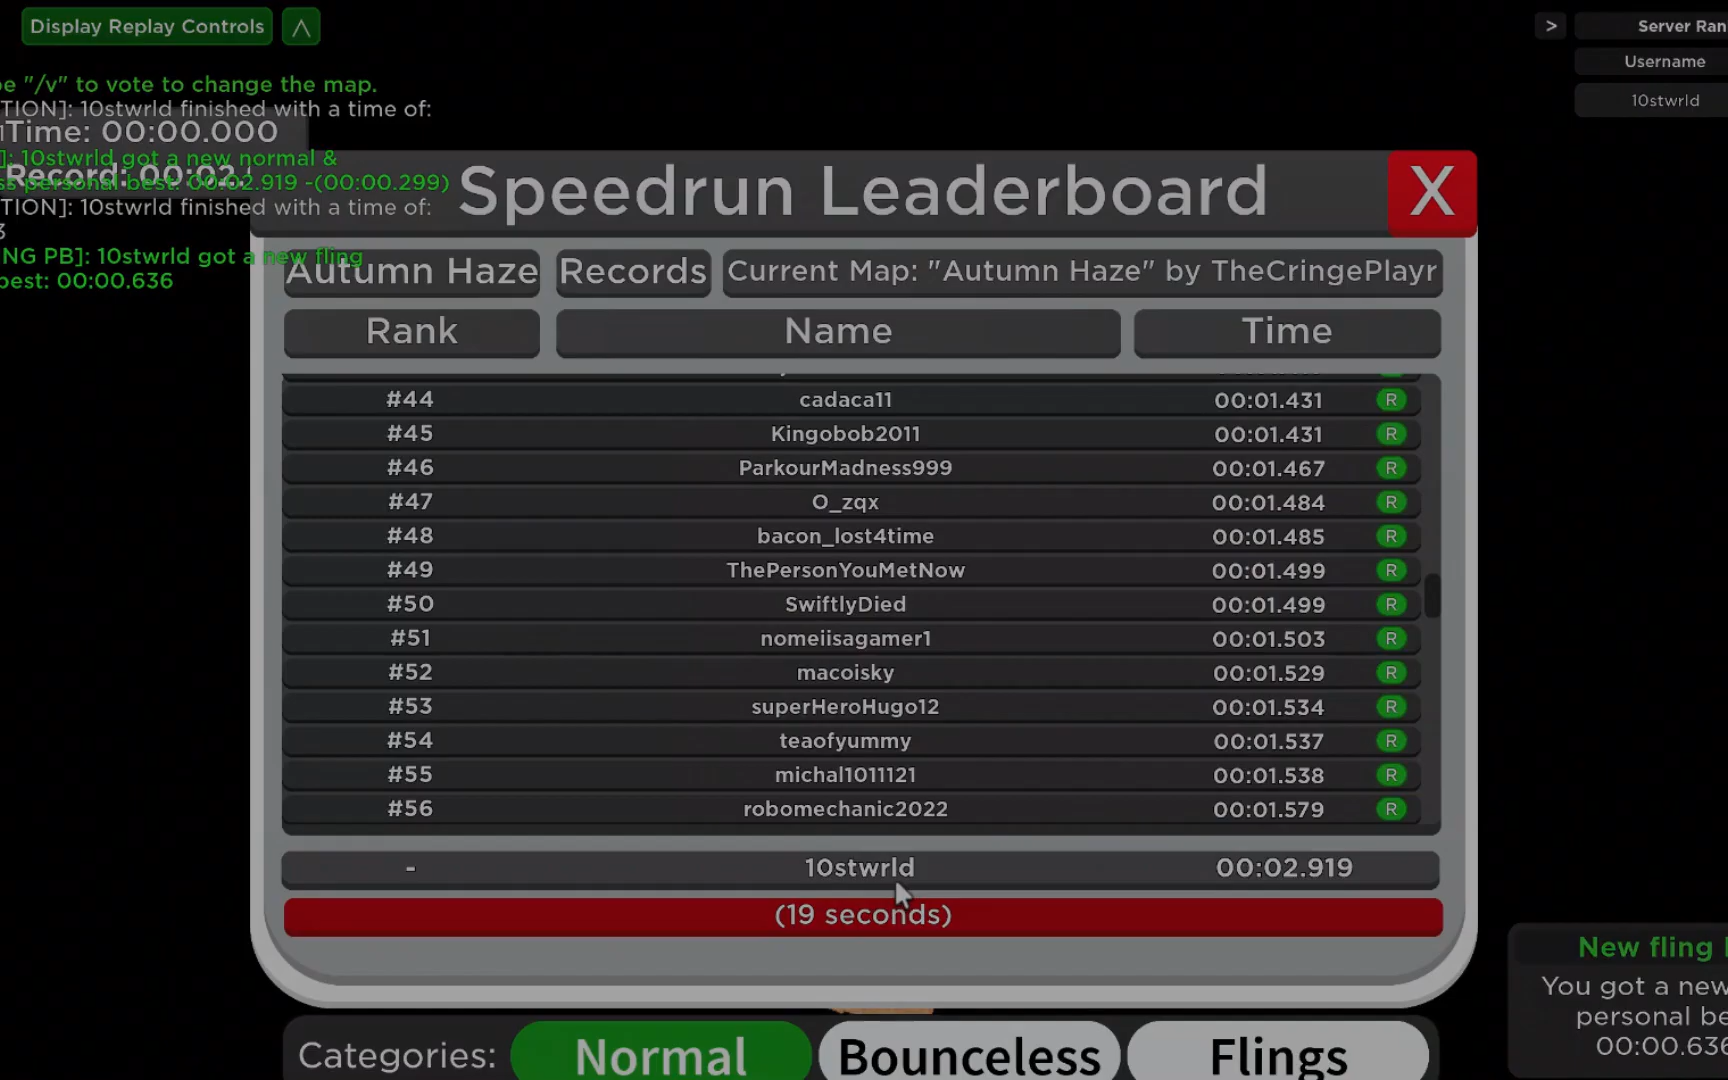 Display Replay Controls
^
> Server Ran
Username
10stwrld
e "/v" to vote to change the map.
TION]: 10stwrld finished with a time of:
Time: 00:00.000
]: 10stwrld got a new normal &
Record: 00:02.
ss personal best: 00:02.919 -(00:00.299)
TION]: 10stwrld finished with a time of:
3
NG PB]: 10stwrld got a new fling
best: 00:00.636
Speedrun Leaderboard
X
Autumn Haze Records Current Map: "Autumn Haze" by TheCringePlayr
Rank Name Time
#44 cadaca11 00:01.431 R
#45 Kingobob2011 00:01.431 R
#46 ParkourMadness999 00:01.467 R
#47 O_zqx 00:01.484 R
#48 bacon_lost4time 00:01.485 R
#49 ThePersonYouMetNow 00:01.499 R
#50 SwiftlyDied 00:01.499 R
#51 nomeiisagamer1 00:01.503 R
#52 macoisky 00:01.529 R
#53 superHeroHugo12 00:01.534 R
#54 teaofyummy 00:01.537 R
#55 michal1011121 00:01.538 R
#56 robomechanic2022 00:01.579 R
- 10stwrld 00:02.919
(19 seconds)
New fling
You got a new
personal be
00:00.636
Categories: Normal Bounceless Flings